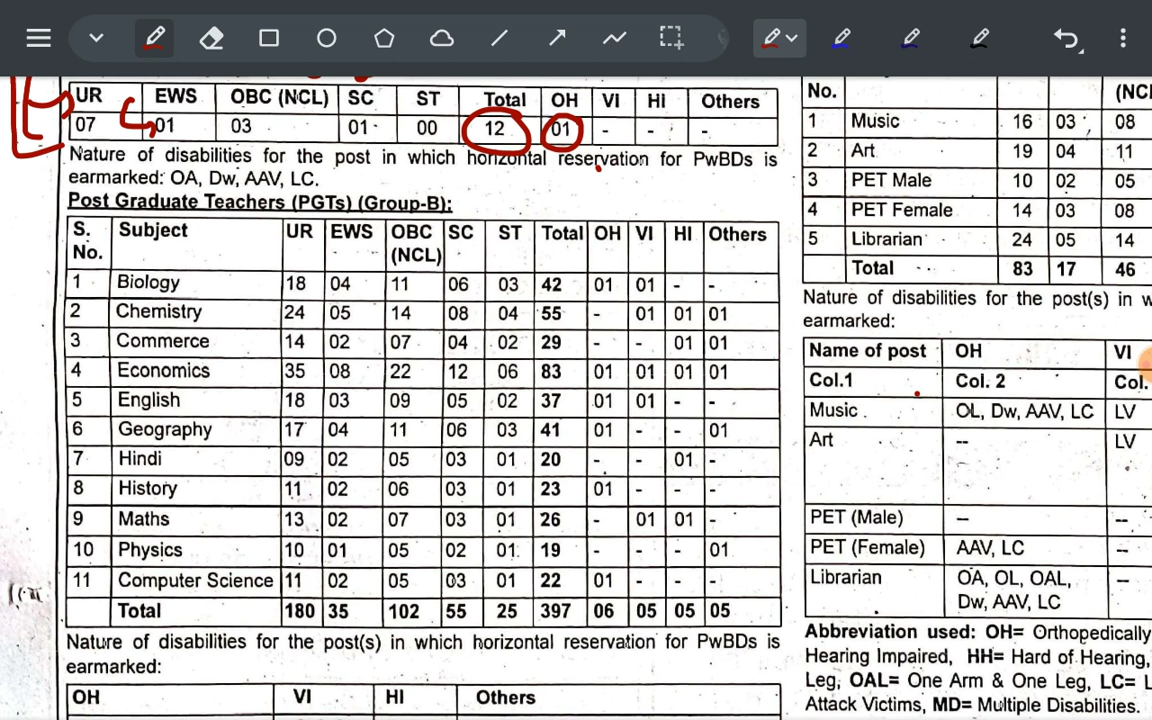 UR EWS OBC (NCL) SC ST Total OH VI HI Others
07 01 03 01 00 12 01 - - -
Nature of disabilities for the post in which horizontal reservation for PwBDs is
earmarked: OA, Dw, AAV, LC.
Post Graduate Teachers (PGTs) (Group-B):
S. No. Subject UR EWS OBC (NCL) SC ST Total OH VI HI Others
1 Biology 18 04 11 06 03 42 01 01 - -
2 Chemistry 24 05 14 08 04 55 - 01 01 01
3 Commerce 14 02 07 04 02 29 - - 01 01
4 Economics 35 08 22 12 06 83 01 01 01 01
5 English 18 03 09 05 02 37 01 01 - -
6 Geography 17 04 11 06 03 41 01 - - 01
7 Hindi 09 02 05 03 01 20 - - 01 -
8 History 11 02 06 03 01 23 01 - - -
9 Maths 13 02 07 03 01 26 - 01 01 -
10 Physics 10 01 05 02 01 19 - - - 01
11 Computer Science 11 02 05 03 01 22 01 - - -
Total 180 35 102 55 25 397 06 05 05 05
Nature of disabilities for the post(s) in which horizontal reservation for PwBDs is
earmarked:
OH VI HI Others
No. (NCL
1 Music 16 03 08
2 Art 19 04 11
3 PET Male 10 02 05
4 PET Female 14 03 08
5 Librarian 24 05 14
Total 83 17 46
Nature of disabilities for the post(s) in w
earmarked:
Name of post OH VI
Col.1 Col. 2 Col.
Music OL, Dw, AAV, LC LV
Art -- LV
PET (Male) -- --
PET (Female) AAV, LC --
Librarian OA, OL, OAL, --
Dw, AAV, LC
Abbreviation used: OH= Orthopedically
Hearing Impaired, HH= Hard of Hearing,
Leg, OAL= One Arm & One Leg, LC= L
Attack Victims, MD= Multiple Disabilities.